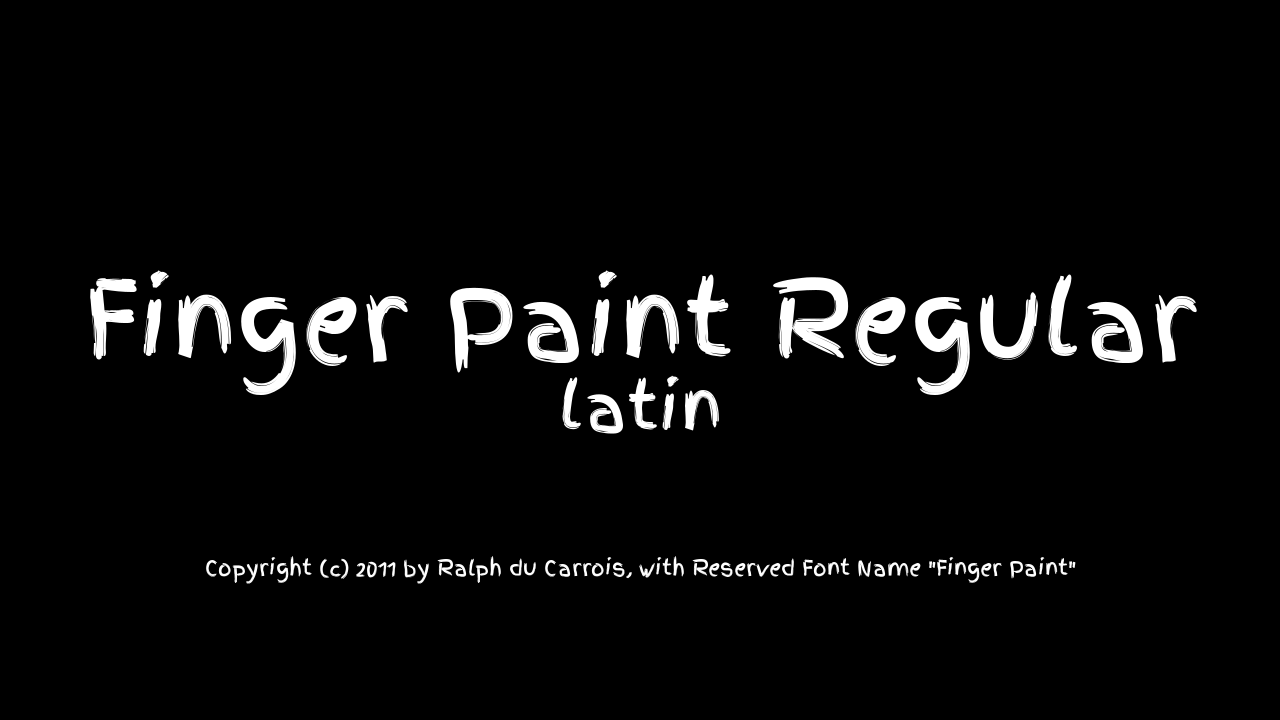 Finger Paint Regular
latin
Copyright (c) 2011 by Ralph du Carrois, with Reserved Font Name "Finger Paint"